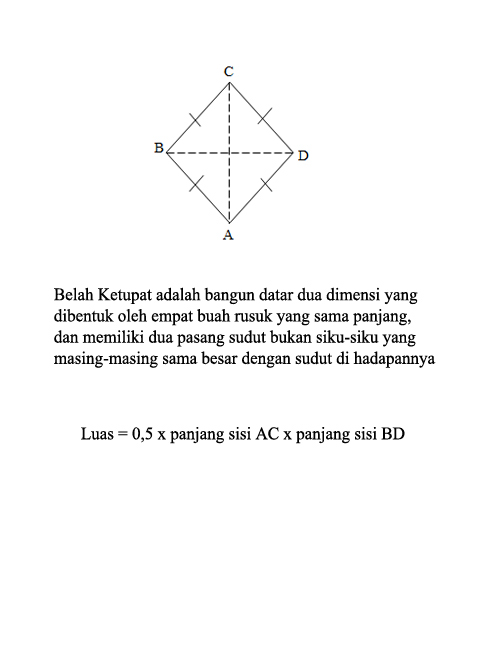 C
B
D
A
Belah Ketupat adalah bangun datar dua dimensi yang
dibentuk oleh empat buah rusuk yang sama panjang,
dan memiliki dua pasang sudut bukan siku-siku yang
masing-masing sama besar dengan sudut di hadapannya
Luas = 0,5 x panjang sisi AC x panjang sisi BD